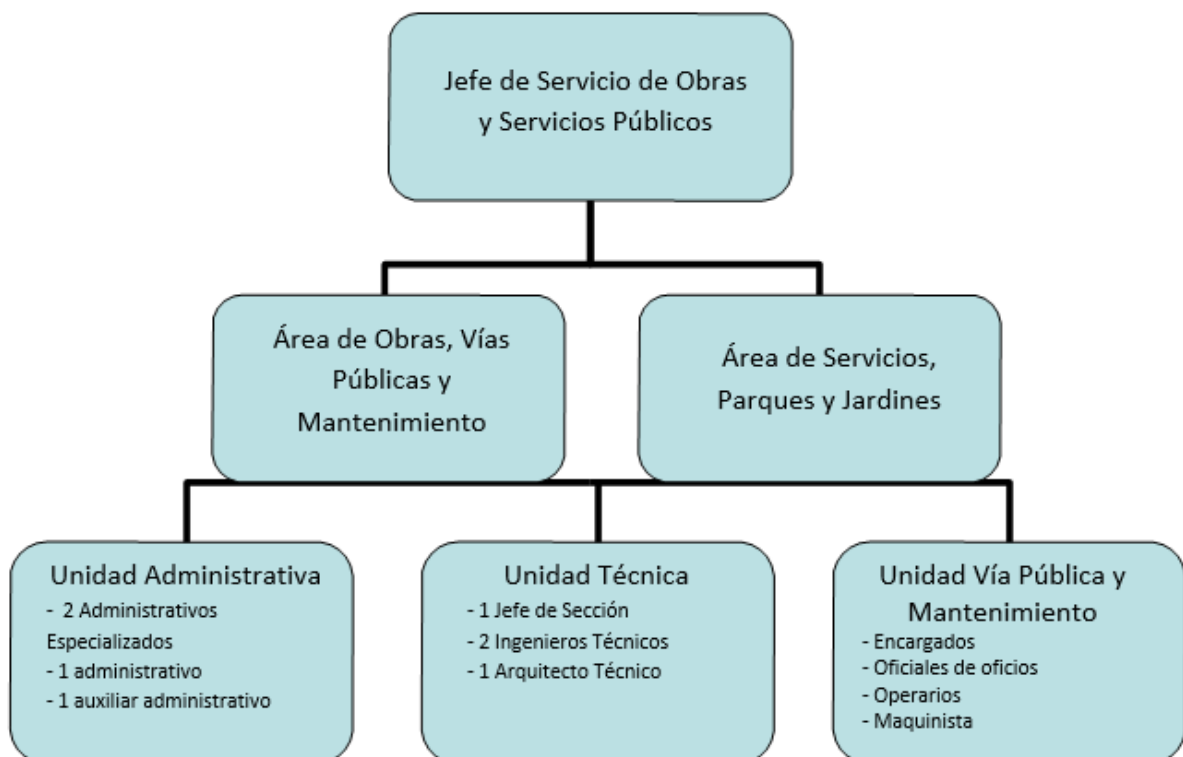 Jefe de Servicio de Obras
y Servicios Públicos
Área de Obras, Vías
Públicas y
Mantenimiento
Área de Servicios,
Parques y Jardines
Unidad Administrativa
- 2 Administrativos
Especializados
- 1 administrativo
- 1 auxiliar administrativo
Unidad Técnica
- 1 Jefe de Sección
- 2 Ingenieros Técnicos
- 1 Arquitecto Técnico
Unidad Vía Pública y
Mantenimiento
- Encargados
- Oficiales de oficios
- Operarios
- Maquinista